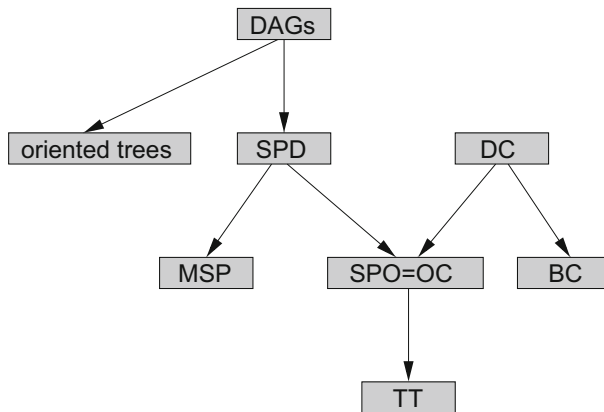 DAGs
oriented trees
SPD
DC
MSP
SPO=OC
BC
TT